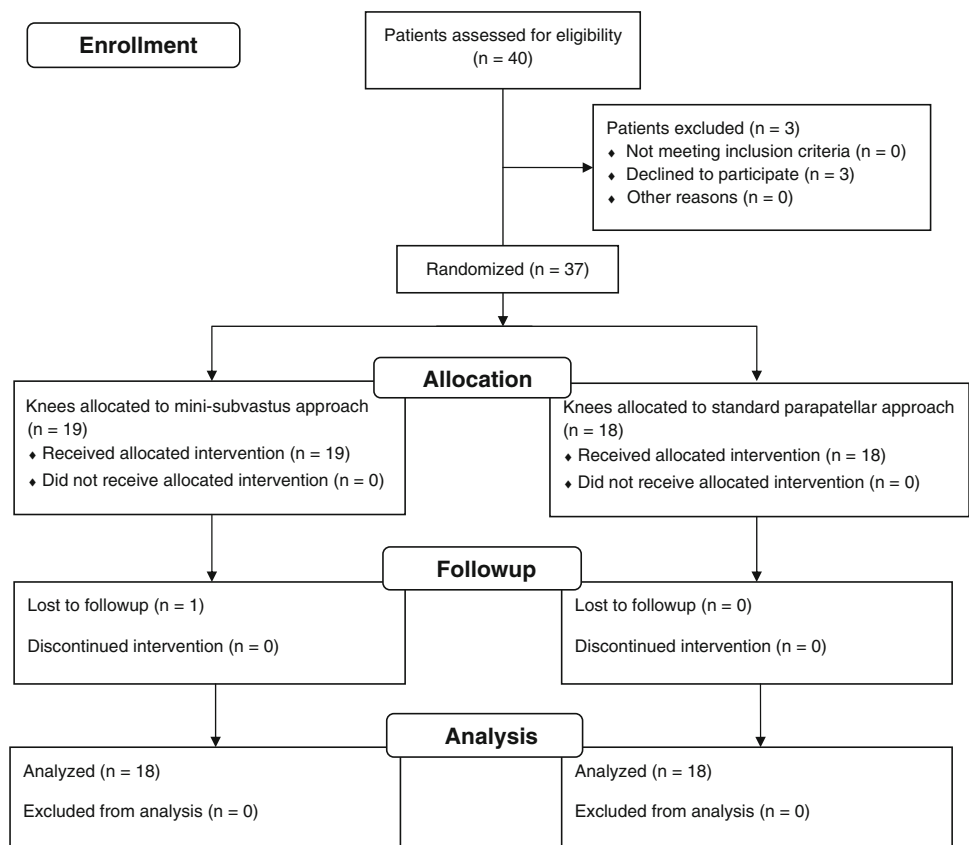 Enrollment
Patients assessed for eligibility
(n = 40)
Patients excluded (n = 3)
♦ Not meeting inclusion criteria (n = 0)
♦ Declined to participate (n = 3)
♦ Other reasons (n = 0)
Randomized (n = 37)
Allocation
Knees allocated to mini-subvastus approach
(n = 19)
♦ Received allocated intervention (n = 19)
♦ Did not receive allocated intervention (n = 0)
Knees allocated to standard parapatellar approach
(n = 18)
♦ Received allocated intervention (n = 18)
♦ Did not receive allocated intervention (n = 0)
Followup
Lost to followup (n = 1)
Discontinued intervention (n = 0)
Lost to followup (n = 0)
Discontinued intervention (n = 0)
Analysis
Analyzed (n = 18)
Excluded from analysis (n = 0)
Analyzed (n = 18)
Excluded from analysis (n = 0)